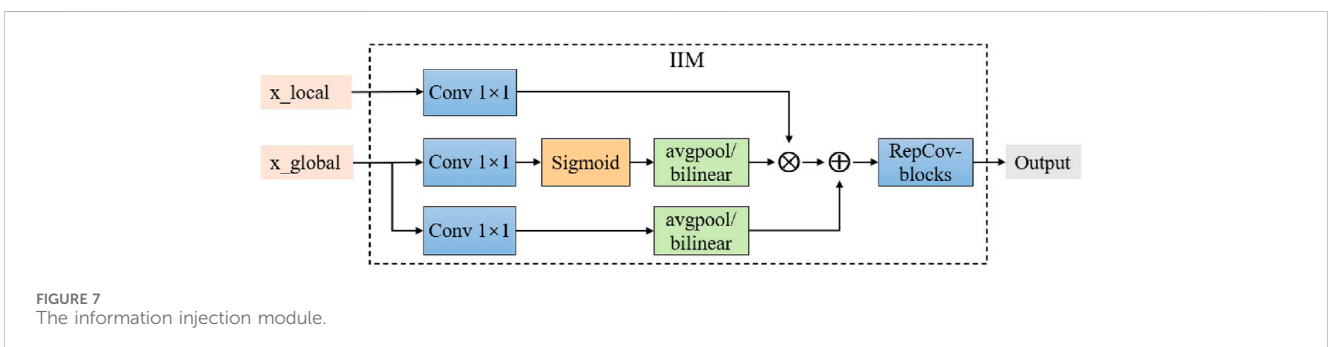 IIM
x_local
Conv 1×1
x_global
Conv 1×1
Sigmoid
avgpool/
bilinear
RepCov-
blocks
Output
Conv 1×1
avgpool/
bilinear
FIGURE 7
The information injection module.